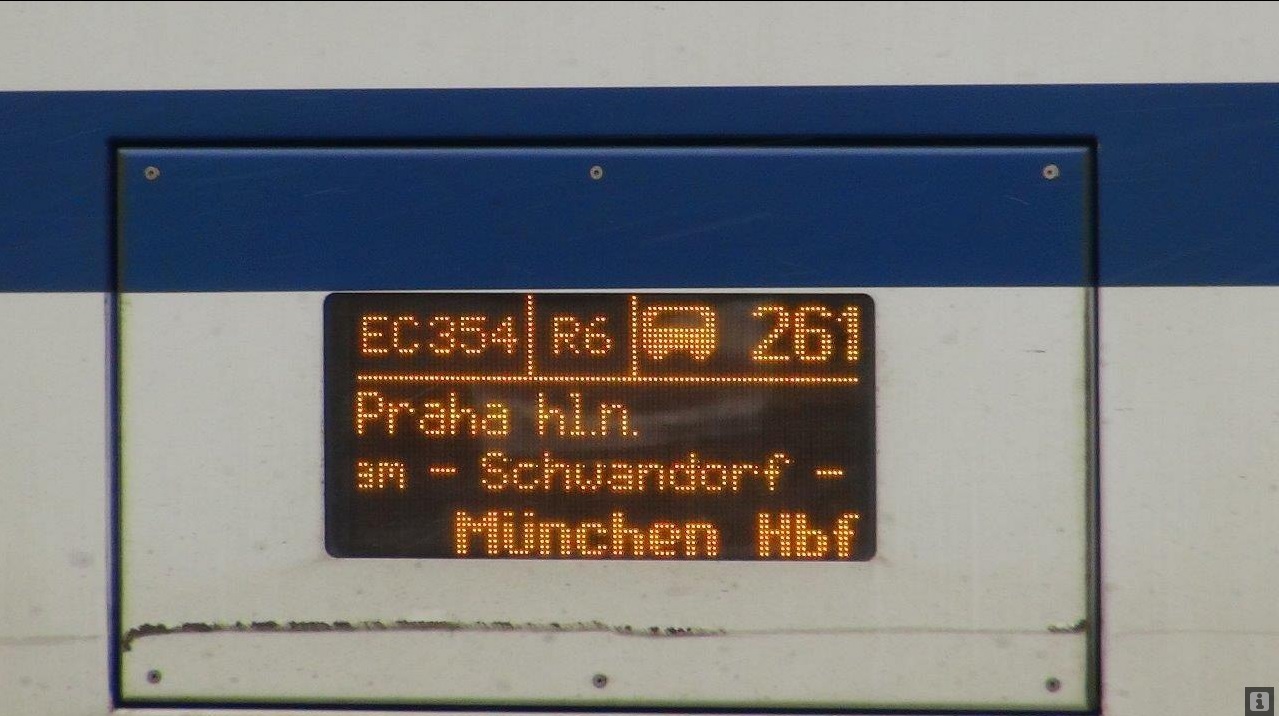 EC354 R6 261
Praha hl.n.
am - Schwandorf -
München Hbf